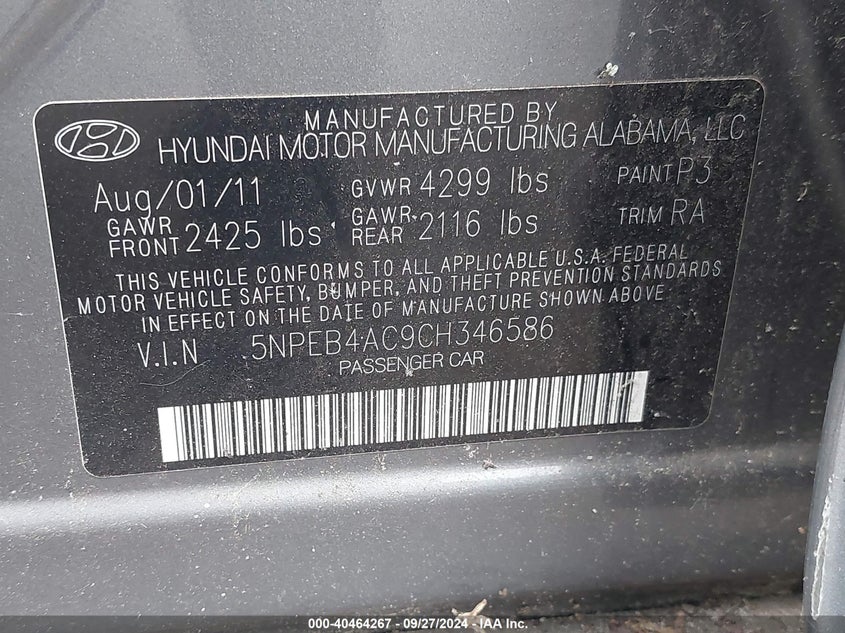 MANUFACTURED BY
HYUNDAI MOTOR MANUFACTURING ALABAMA, LLC
Aug/01/11 GVWR 4299 lbs PAINT P3
GAWR FRONT 2425 lbs GAWR REAR 2116 lbs TRIM RA
THIS VEHICLE CONFORMS TO ALL APPLICABLE U.S.A. FEDERAL
MOTOR VEHICLE SAFETY, BUMPER, AND THEFT PREVENTION STANDARDS
IN EFFECT ON THE DATE OF MANUFACTURE SHOWN ABOVE
V.I.N 5NPEB4AC9CH346586
PASSENGER CAR
000-40464267 - 09/27/2024 - IAA Inc.